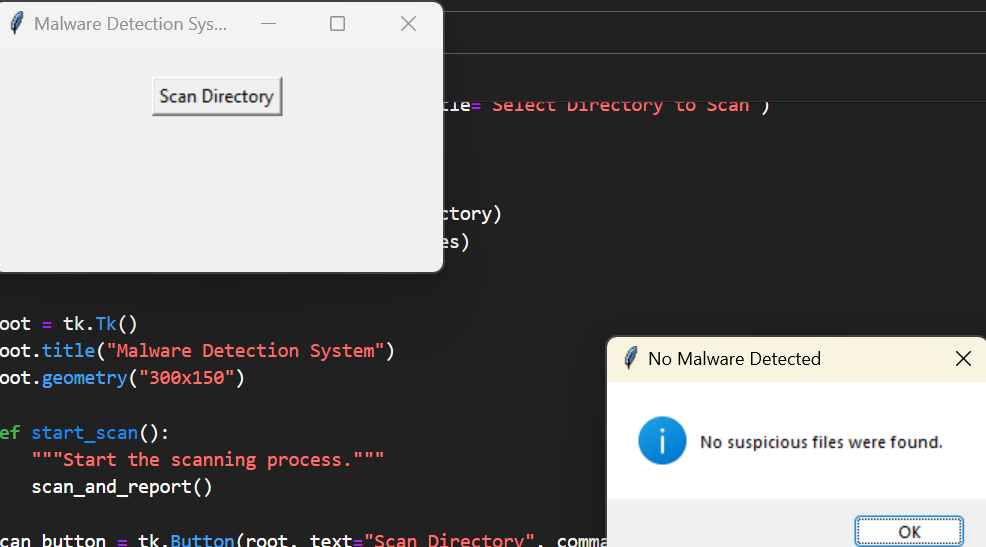 Malware Detection Sys...
Scan Directory
tle="Select Directory to Scan")
ctory)
es)
oot = tk.Tk()
oot.title("Malware Detection System")
oot.geometry("300x150")
ef start_scan():
"""Start the scanning process."""
scan_and_report()
can_button = tk.Button(root, text="Scan Directory", comma
No Malware Detected
No suspicious files were found.
OK